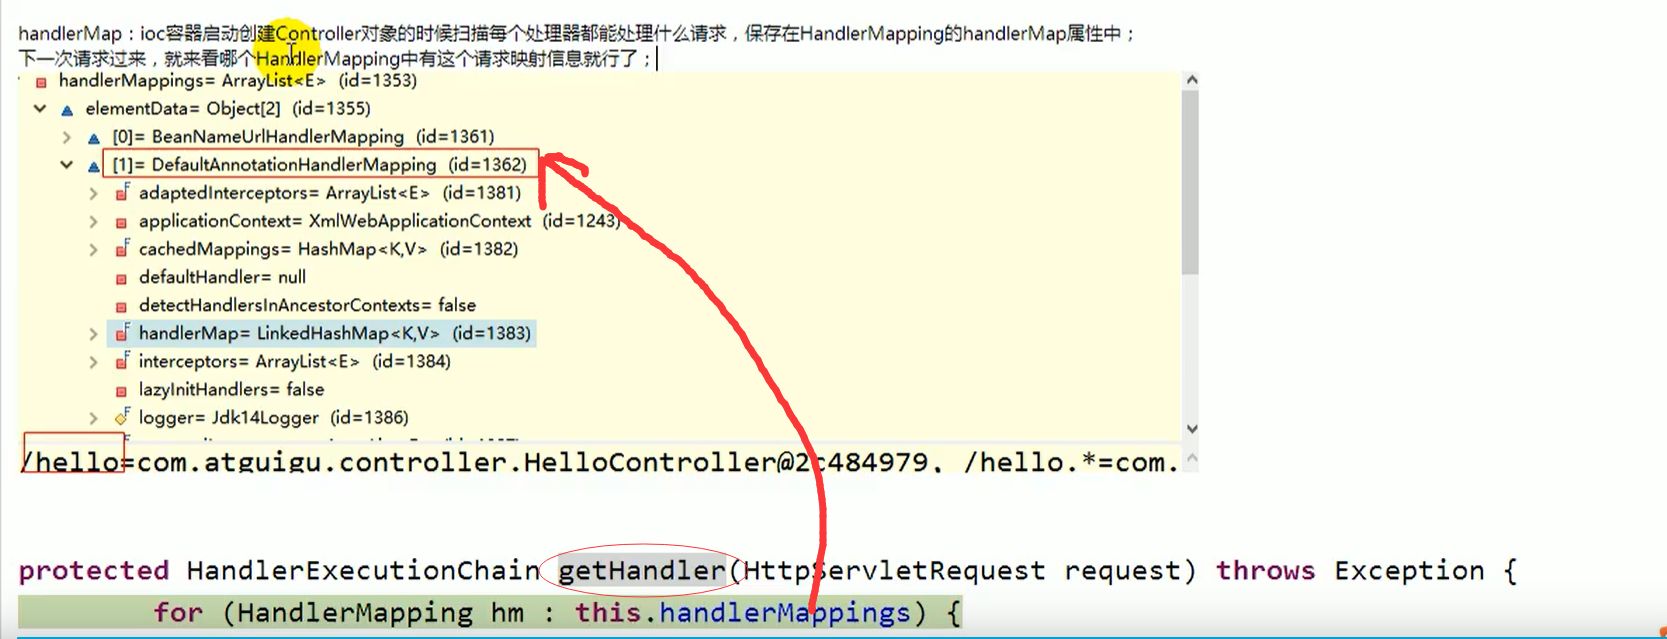 handlerMap：ioc容器启动创建Controller对象的时候扫描每个处理器都能处理什么请求，保存在HandlerMapping的handlerMap属性中；
下一次请求过来，就来看哪个HandlerMapping中有这个请求映射信息就行了；
handlerMappings= ArrayList<E> (id=1353)
elementData= Object[2] (id=1355)
[0]= BeanNameUrlHandlerMapping (id=1361)
[1]= DefaultAnnotationHandlerMapping (id=1362)
adaptedInterceptors= ArrayList<E> (id=1381)
applicationContext= XmlWebApplicationContext (id=1243)
cachedMappings= HashMap<K,V> (id=1382)
defaultHandler= null
detectHandlersInAncestorContexts= false
handlerMap= LinkedHashMap<K,V> (id=1383)
interceptors= ArrayList<E> (id=1384)
lazyInitHandlers= false
logger= Jdk14Logger (id=1386)
/hello=com.atguigu.controller.HelloController@2c484979, /hello.*=com.
protected HandlerExecutionChain getHandler(HttpServletRequest request) throws Exception {
for (HandlerMapping hm : this.handlerMappings) {